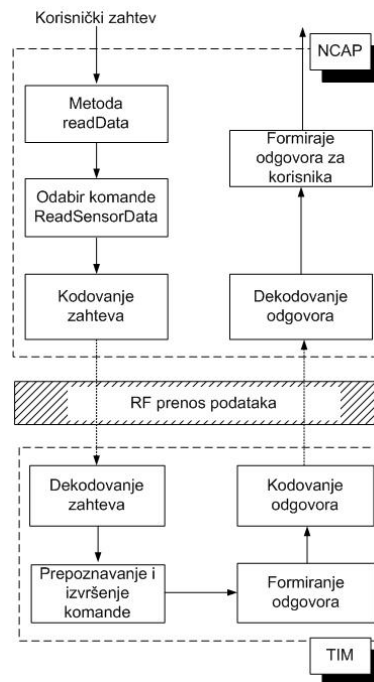 Korisnički zahtev
NCAP
Metoda
readData
Odabir komande
ReadSensorData
Kodovanje
zahteva
Formiraje
odgovora za
korisnika
Dekodovanje
odgovora
RF prenos podataka
Dekodovanje
zahteva
Prepoznavanje i
izvršenje
komande
Kodovanje
odgovora
Formiranje
odgovora
TIM